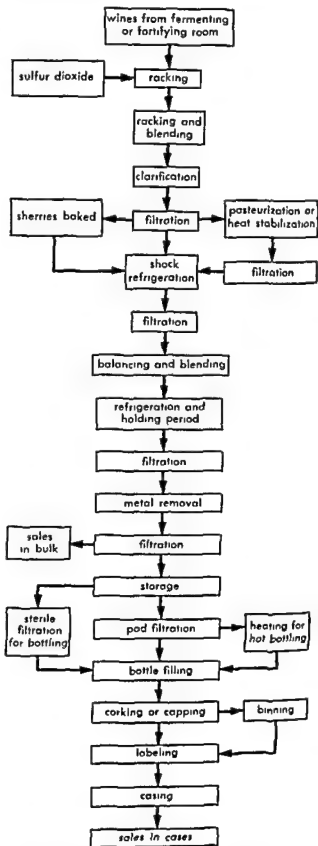 wines from fermenting
or fortifying room
sulfur dioxide
racking
racking and
blending
clarification
sherries baked
filtration
pasteurization or
heat stabilization
shock
refrigeration
filtration
filtration
balancing and blending
refrigeration and
holding period
filtration
metal removal
sales
in bulk
filtration
storage
sterile
filtration
for bottling
pad filtration
heating for
hot bottling
bottle filling
corking or capping
binning
labeling
casing
sales in cases